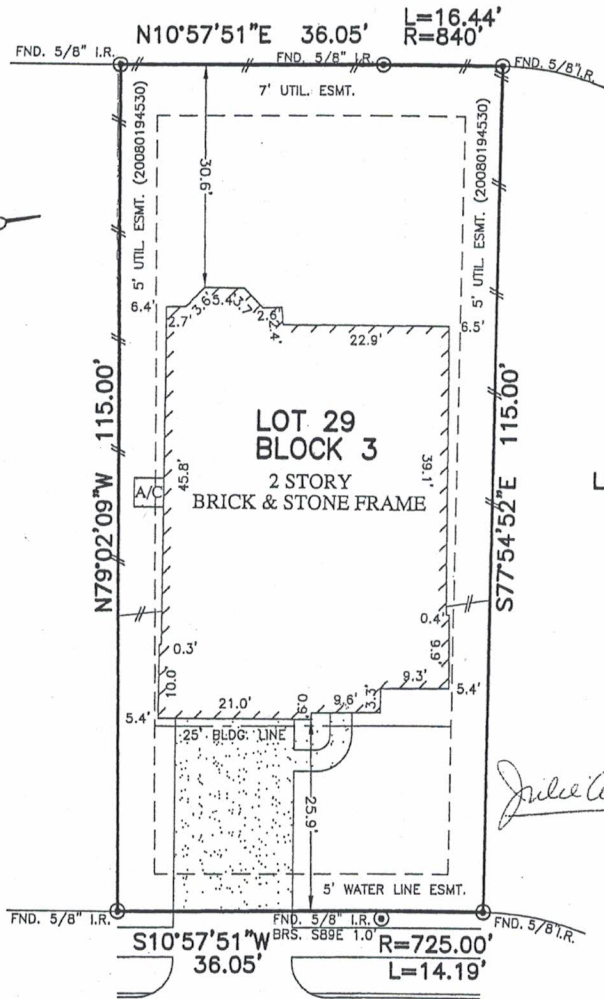 N10°57'51"E 36.05'
L=16.44'
R=840'
FND. 5/8" I.R.
FND. 5/8" I.R.
FND. 5/8" I.R.
7' UTIL. ESMT.
5' UTIL ESMT. (20080194530)
5' UTIL ESMT. (20080194530)
30.6'
6.4'
2.7'
3.6'
5.4'
3.7'
2.6'
2.4'
22.9'
6.5'
N79°02'09"W 115.00'
S77°54'52"E 115.00'
LOT 29
BLOCK 3
2 STORY
BRICK & STONE FRAME
A/C
45.8'
39.1'
0.3'
10.0'
0.4'
9.9'
5.4'
21.0'
0.9'
9.6'
3.3'
9.3'
5.4'
25' BLDG. LINE
25.9'
5' WATER LINE ESMT.
FND. 5/8" I.R.
FND. 5/8" I.R.
BRS. S89E 1.0'
FND. 5/8" I.R.
S10°57'51"W
36.05'
R=725.00'
L=14.19'